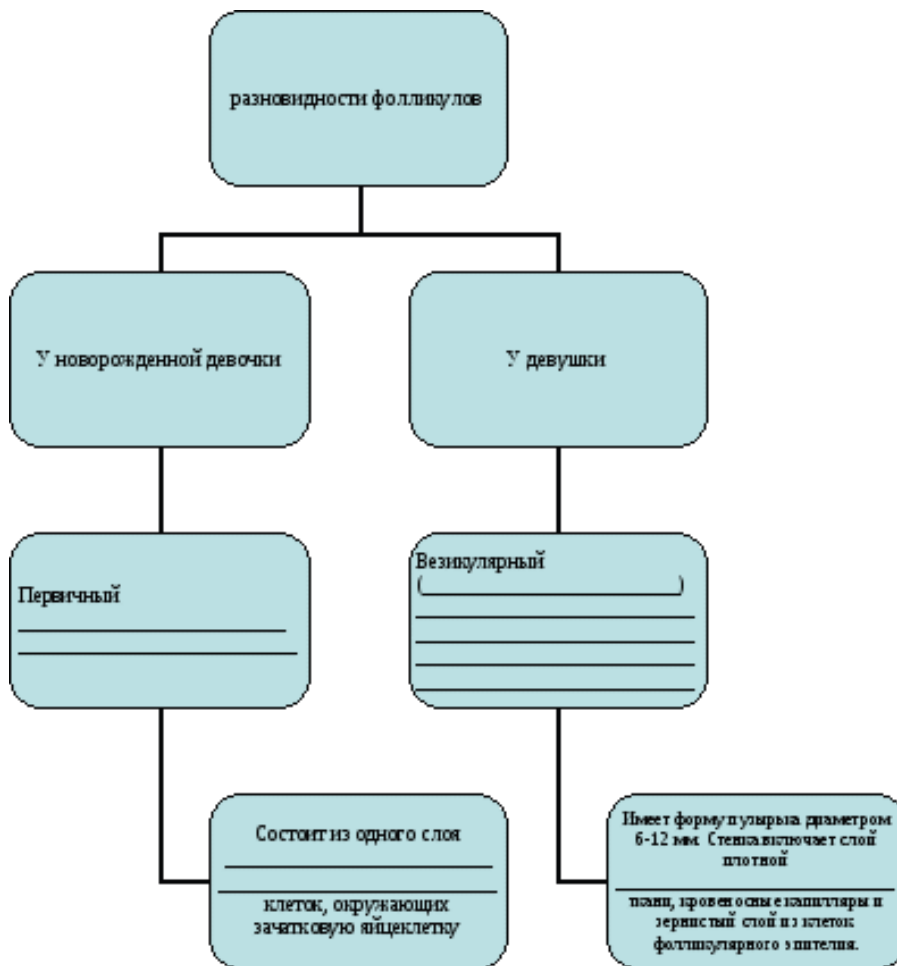 разновидности фолликулов
У новорожденной девочки
У девушки
Первичный
Везикулярный
(_________________________)
Состоит из одного слоя
клеток, окружающих
зачатковую яйцеклетку
Имеет форму пузырька диаметром
6-12 мм. Стенка включает слой
плотной
ткани, кровеносные капилляры и
зернистый слой из клеток
фолликулярного эпителия.